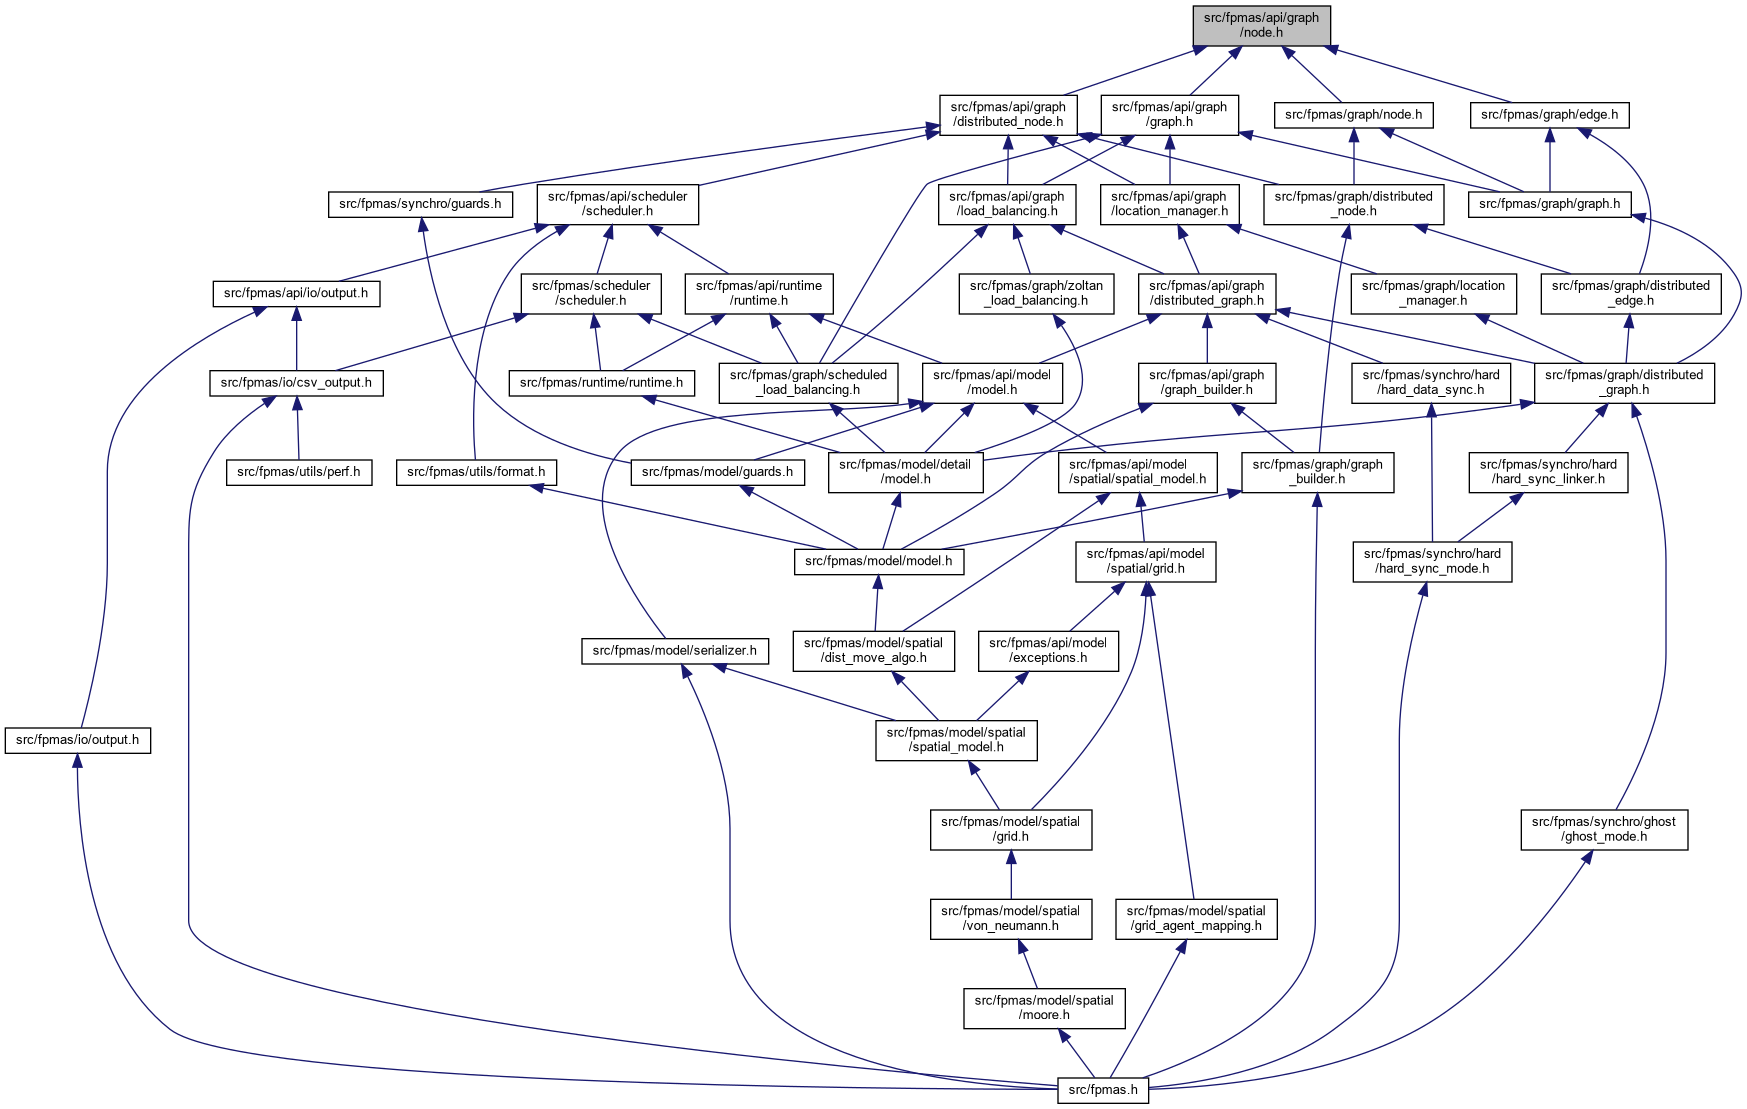 src/fpmas/api/graph
/node.h
src/fpmas/api/graph
/distributed_node.h
src/fpmas/api/graph
/graph.h
src/fpmas/graph/node.h
src/fpmas/graph/edge.h
src/fpmas/synchro/guards.h
src/fpmas/api/scheduler
/scheduler.h
src/fpmas/api/graph
/load_balancing.h
src/fpmas/api/graph
/location_manager.h
src/fpmas/graph/distributed
_node.h
src/fpmas/graph/graph.h
src/fpmas/api/io/output.h
src/fpmas/scheduler
/scheduler.h
src/fpmas/api/runtime
/runtime.h
src/fpmas/graph/zoltan
_load_balancing.h
src/fpmas/api/graph
/distributed_graph.h
src/fpmas/graph/location
_manager.h
src/fpmas/graph/distributed
_edge.h
src/fpmas/io/csv_output.h
src/fpmas/runtime/runtime.h
src/fpmas/graph/scheduled
_load_balancing.h
src/fpmas/api/model
/model.h
src/fpmas/api/graph
/graph_builder.h
src/fpmas/synchro/hard
/hard_data_sync.h
src/fpmas/graph/distributed
_graph.h
src/fpmas/utils/perf.h
src/fpmas/utils/format.h
src/fpmas/model/guards.h
src/fpmas/model/detail
/model.h
src/fpmas/api/model
/spatial/spatial_model.h
src/fpmas/graph/graph
_builder.h
src/fpmas/synchro/hard
/hard_sync_linker.h
src/fpmas/model/model.h
src/fpmas/api/model
/spatial/grid.h
src/fpmas/synchro/hard
/hard_sync_mode.h
src/fpmas/model/serializer.h
src/fpmas/model/spatial
/dist_move_algo.h
src/fpmas/api/model
/exceptions.h
src/fpmas/io/output.h
src/fpmas/model/spatial
/spatial_model.h
src/fpmas/model/spatial
/grid.h
src/fpmas/synchro/ghost
/ghost_mode.h
src/fpmas/model/spatial
/von_neumann.h
src/fpmas/model/spatial
/grid_agent_mapping.h
src/fpmas/model/spatial
/moore.h
src/fpmas.h